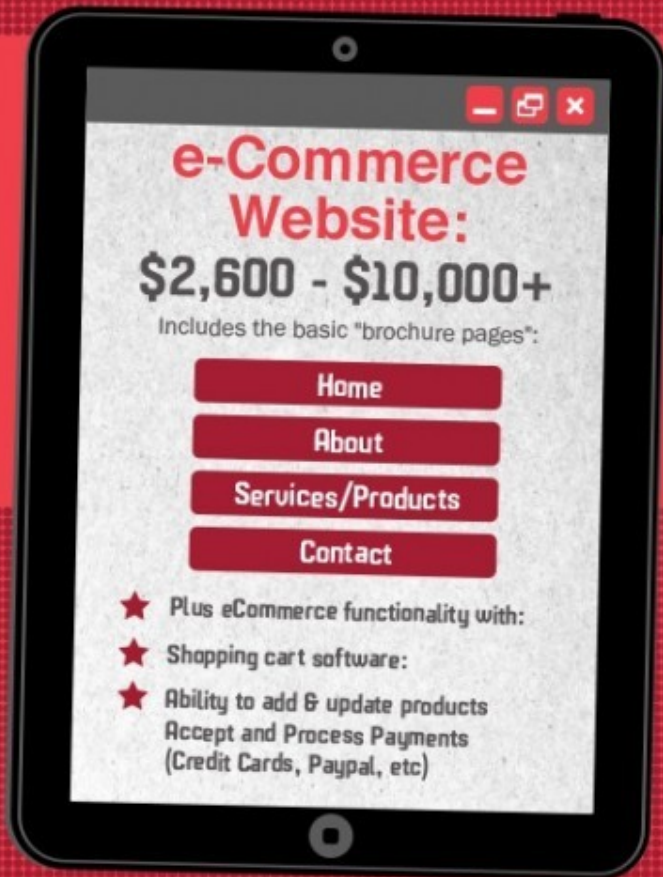 e-Commerce
Website:
$2,600 - $10,000+
Includes the basic "brochure pages":
Home
About
Services/Products
Contact
Plus eCommerce functionality with:
Shopping cart software:
Ability to add & update products
Accept and Process Payments
(Credit Cards, Paypal, etc)